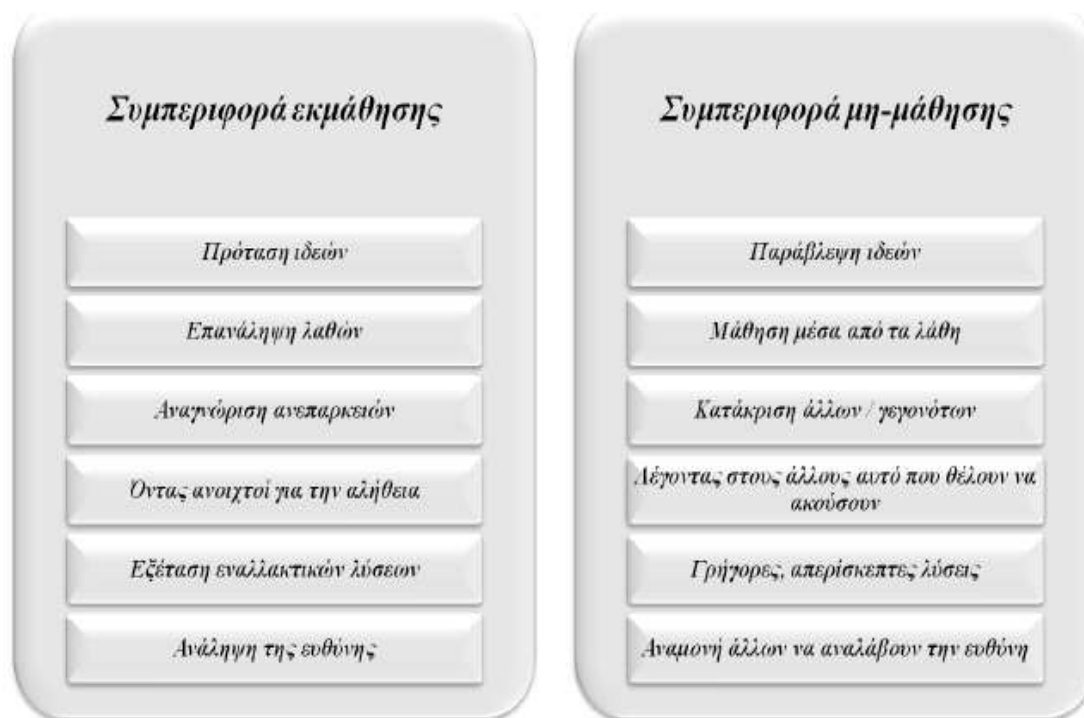 Συμπεριφορά εκμάθησης
Πρόταση ιδεών
Επανάληψη λαθών
Αναγνώριση ανεπαρκειών
Όντας ανοιχτοί για την αλήθεια
Εξέταση εναλλακτικών λύσεων
Ανάληψη της ευθύνης
Συμπεριφορά μη-μάθησης
Παράβλεψη ιδεών
Μάθηση μέσα από τα λάθη
Κατάκριση άλλων / γεγονότων
Λέγοντας στους άλλους αυτό που θέλουν να
ακούσουν
Γρήγορες, απερίσκεπτες λύσεις
Αναμονή άλλων να αναλάβουν την ευθύνη